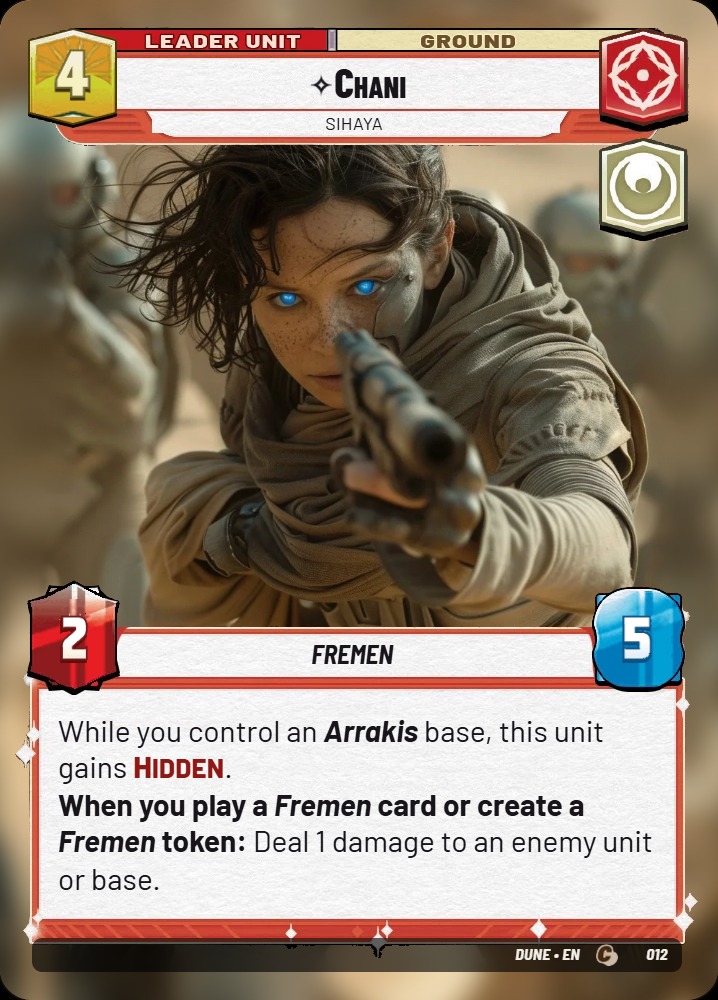 LEADER UNIT
GROUND
4
CHANI
SIHAYA
2
FREMEN
5
While you control an Arrakis base, this unit
gains HIDDEN.
When you play a Fremen card or create a
Fremen token: Deal 1 damage to an enemy unit
or base.
DUNE • EN C 012